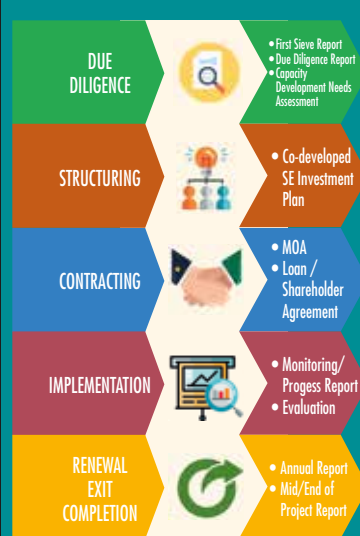 DUE
DILIGENCE
• First Sieve Report
• Due Diligence Report
• Capacity
Development Needs
Assessment
STRUCTURING
• Co-developed
SE Investment
Plan
CONTRACTING
• MOA
• Loan /
Shareholder
Agreement
IMPLEMENTATION
• Monitoring/
Progess Report
• Evaluation
RENEWAL
EXIT
COMPLETION
• Annual Report
• Mid/End of
Project Report